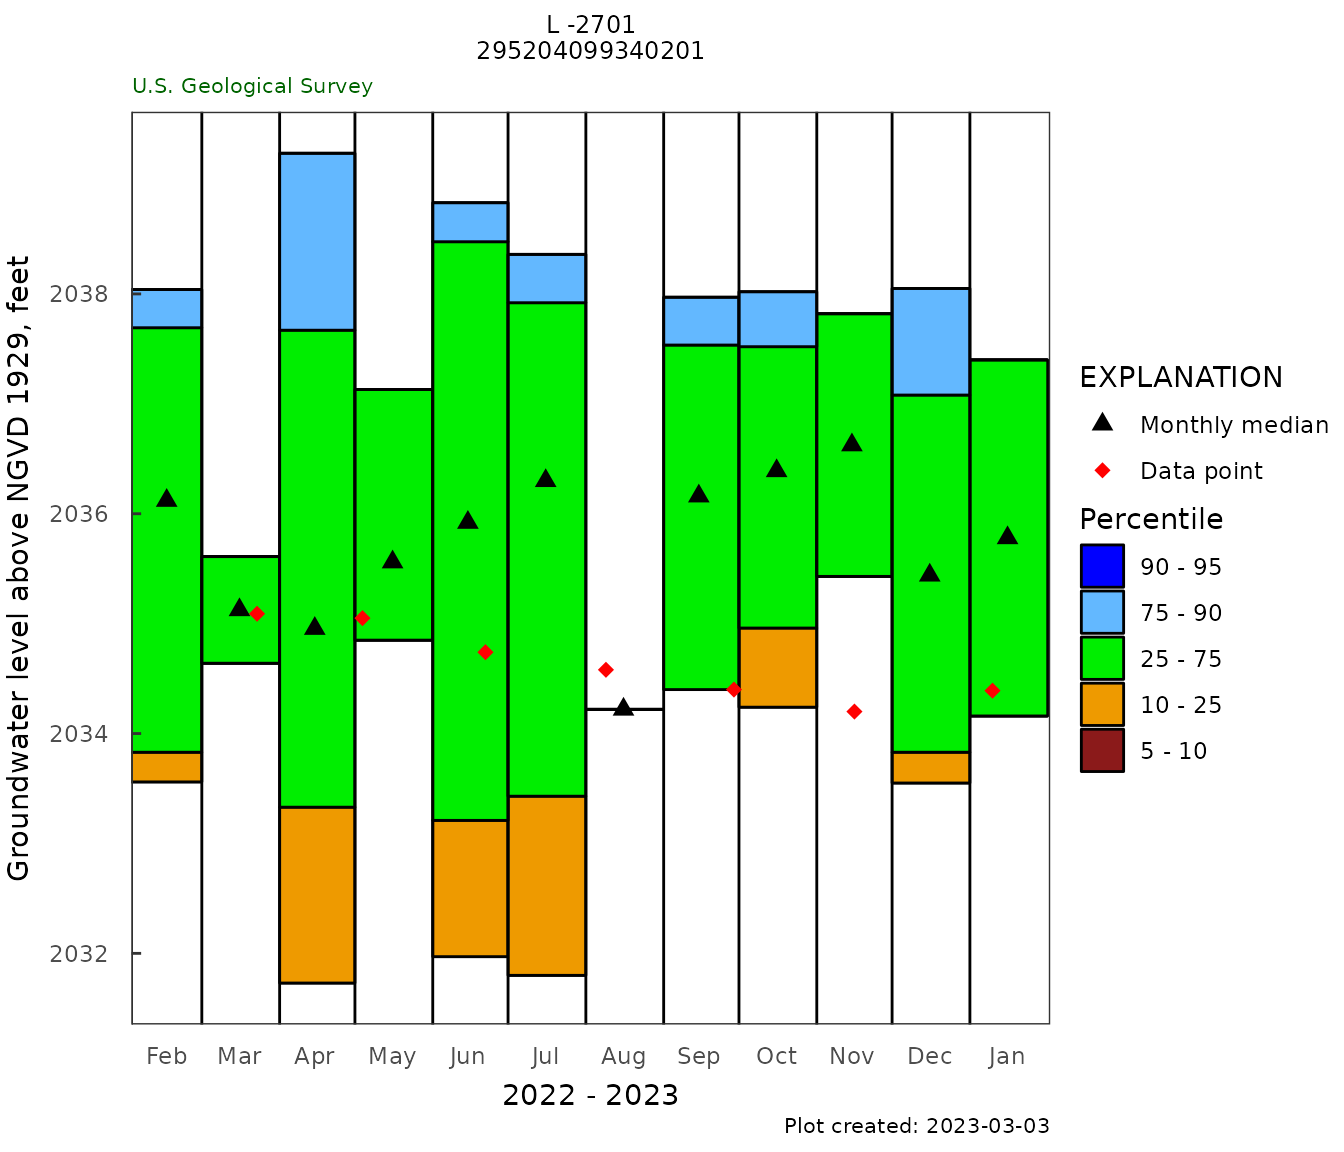 L -2701
295204099340201
U.S. Geological Survey
Groundwater level above NGVD 1929, feet
2038
2036
2034
2032
Feb Mar Apr May Jun Jul Aug Sep Oct Nov Dec Jan
2022 - 2023
EXPLANATION
Monthly median
Data point
Percentile
90 - 95
75 - 90
25 - 75
10 - 25
5 - 10
Plot created: 2023-03-03